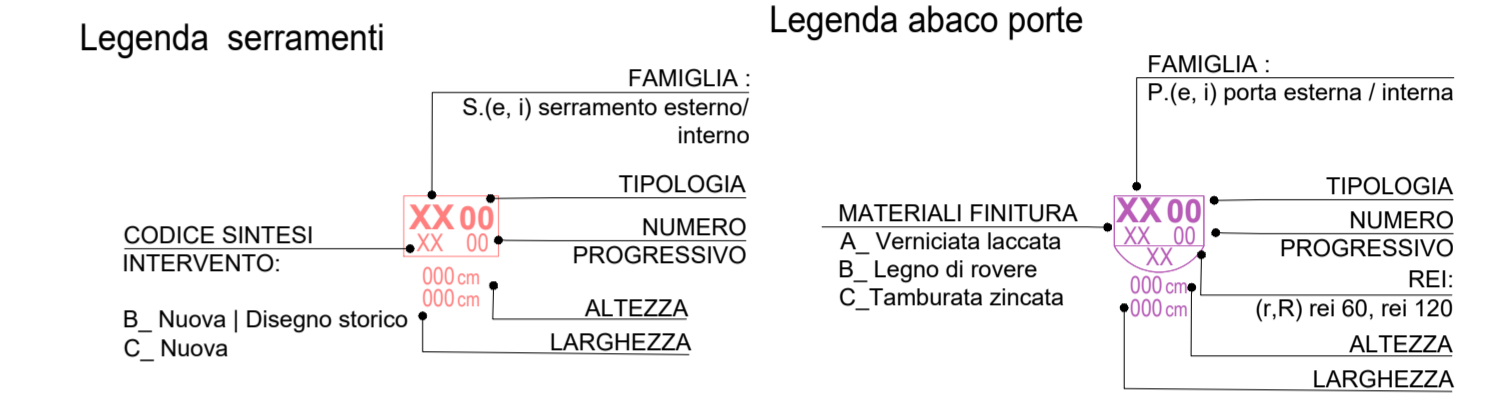 Legenda serramenti
FAMIGLIA :
S.(e, i) serramento esterno/
interno
TIPOLOGIA
XX 00
NUMERO
CODICE SINTESI
XX 00
PROGRESSIVO
INTERVENTO:
000 cm
000 cm
ALTEZZA
B_ Nuova | Disegno storico
LARGHEZZA
C_ Nuova
Legenda abaco porte
FAMIGLIA :
P.(e, i) porta esterna / interna
TIPOLOGIA
MATERIALI FINITURA
XX 00
NUMERO
A_ Verniciata laccata
XX 00
PROGRESSIVO
XX
B_ Legno di rovere
REI:
000 cm
C_Tamburata zincata
000 cm
(r,R) rei 60, rei 120
ALTEZZA
LARGHEZZA